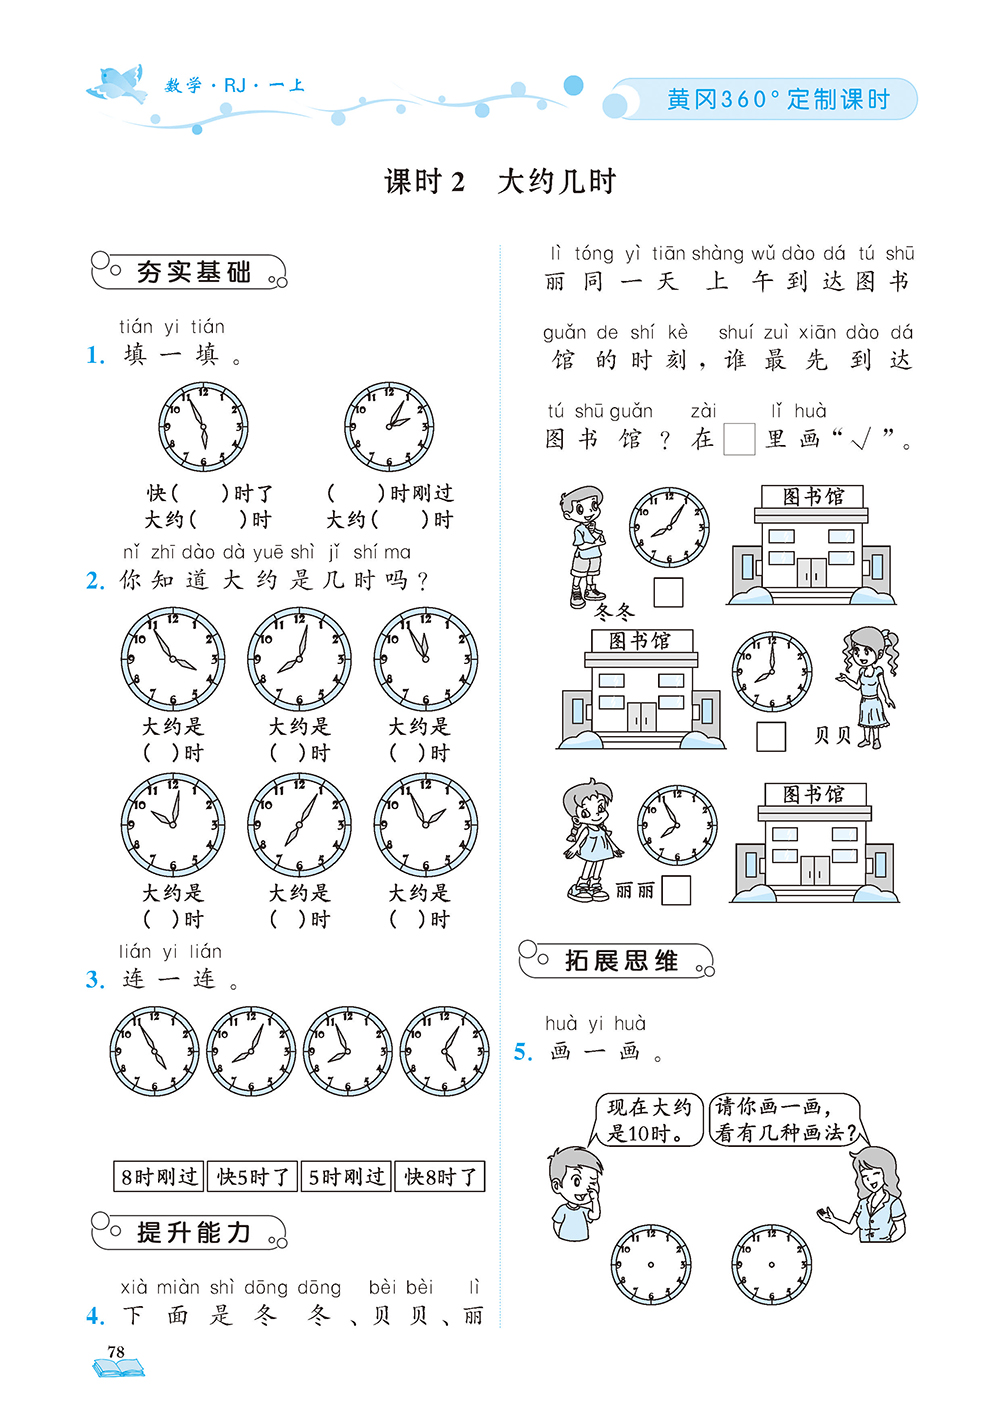 数学·RJ·一上
黄冈360°定制课时
课时2 大约几时
夯实基础
tián yi tián
1. 填一填。
快( )时了
大约( )时
( )时刚过
大约( )时
nǐ zhī dào dà yuē shì jǐ shí ma
2. 你知道大约是几时吗?
大约是
( )时
大约是
( )时
大约是
( )时
大约是
( )时
大约是
( )时
大约是
( )时
lián yi lián
3. 连一连。
8时刚过 快5时了 5时刚过 快8时了
提升能力
xià miàn shì dōng dōng bèi bèi lì
4. 下面是冬冬、贝贝、丽
78
lì tóng yì tiān shàng wǔ dào dá tú shū
丽同一天上午到达图书
guǎn de shí kè shuí zuì xiān dào dá
馆的时刻,谁最先到达
tú shū guǎn zài lǐ huà
图书馆?在□里画“√”。
图书馆
冬冬
图书馆
贝贝
图书馆
丽丽
拓展思维
huà yi huà
5. 画一画。
现在大约
是10时。
请你画一画,
看有几种画法?